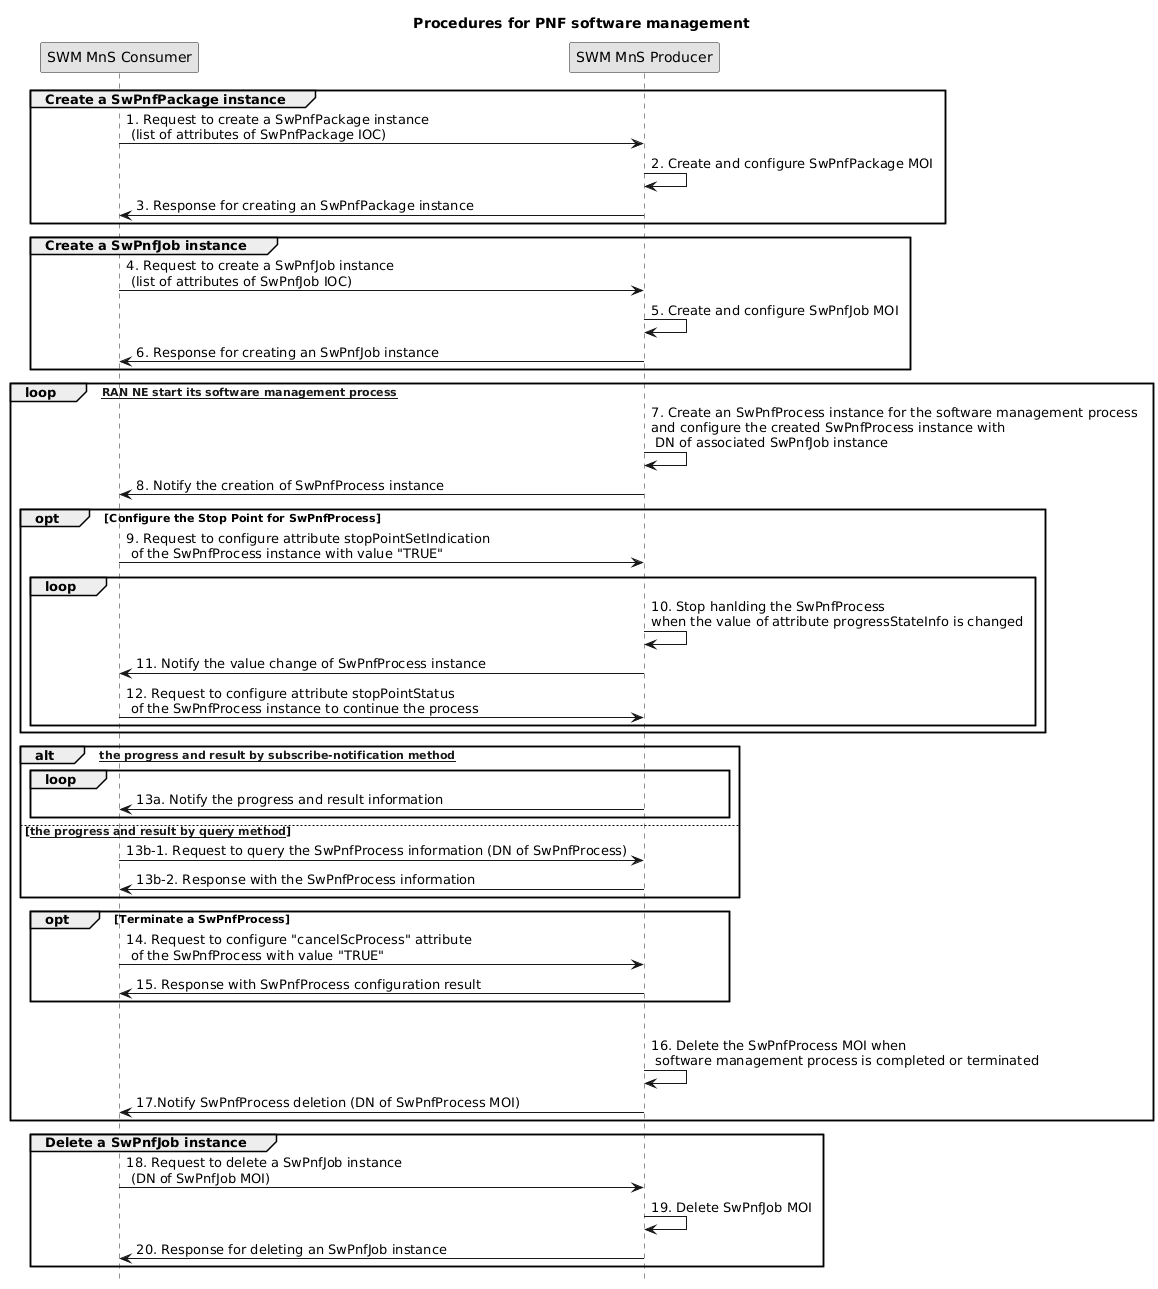 Procedures for PNF software management
SWM MnS Consumer
SWM MnS Producer
Create a SwPnfPackage instance
1. Request to create a SwPnfPackage instance
(list of attributes of SwPnfPackage IOC)
2. Create and configure SwPnfPackage MOI
3. Response for creating an SwPnfPackage instance
Create a SwPnfJob instance
4. Request to create a SwPnfJob instance
(list of attributes of SwPnfJob IOC)
5. Create and configure SwPnfJob MOI
6. Response for creating an SwPnfJob instance
loop
RAN NE start its software management process
7. Create an SwPnfProcess instance for the software management process
and configure the created SwPnfProcess instance with
DN of associated SwPnfJob instance
8. Notify the creation of SwPnfProcess instance
opt
[Configure the Stop Point for SwPnfProcess]
9. Request to configure attribute stopPointSetIndication
of the SwPnfProcess instance with value "TRUE"
loop
10. Stop hanlding the SwPnfProcess
when the value of attribute progressStateInfo is changed
11. Notify the value change of SwPnfProcess instance
12. Request to configure attribute stopPointStatus
of the SwPnfProcess instance to continue the process
alt
the progress and result by subscribe-notification method
loop
13a. Notify the progress and result information
[the progress and result by query method]
13b-1. Request to query the SwPnfProcess information (DN of SwPnfProcess)
13b-2. Response with the SwPnfProcess information
opt
[Terminate a SwPnfProcess]
14. Request to configure "cancelScProcess" attribute
of the SwPnfProcess with value "TRUE"
15. Response with SwPnfProcess configuration result
16. Delete the SwPnfProcess MOI when
software management process is completed or terminated
17.Notify SwPnfProcess deletion (DN of SwPnfProcess MOI)
Delete a SwPnfJob instance
18. Request to delete a SwPnfJob instance
(DN of SwPnfJob MOI)
19. Delete SwPnfJob MOI
20. Response for deleting an SwPnfJob instance